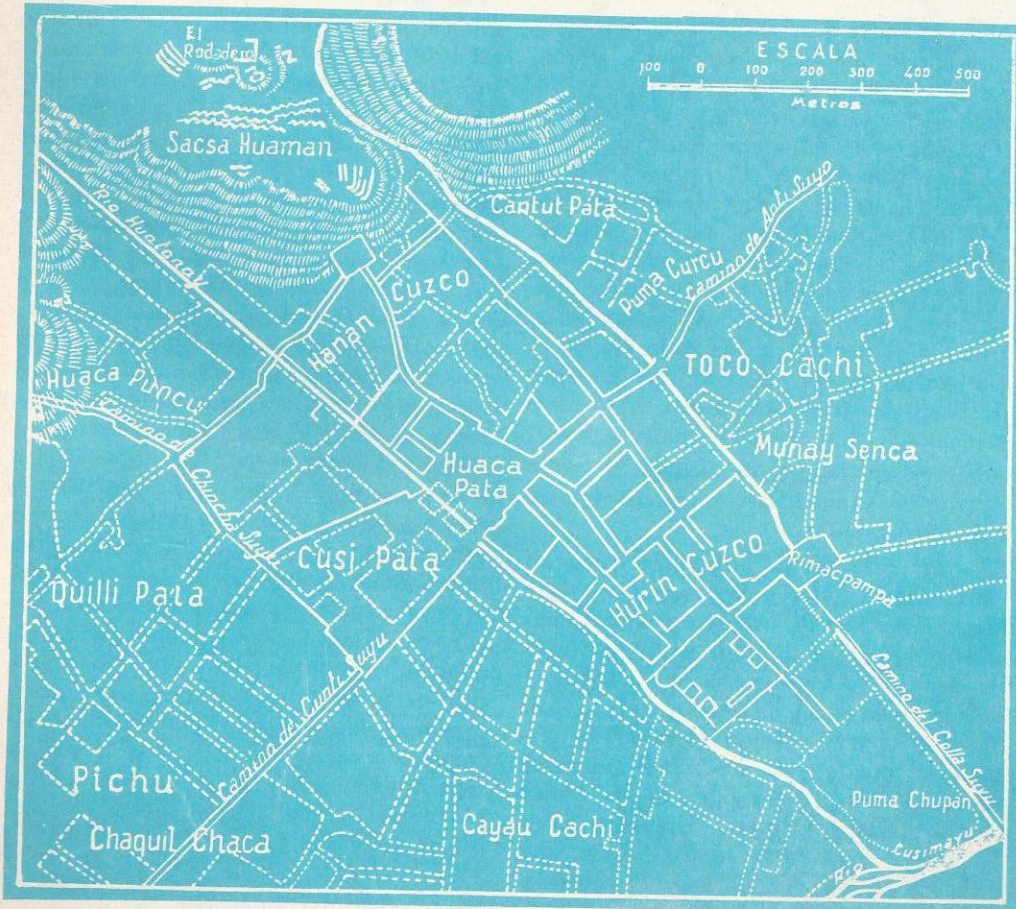 El
Rodadero
ESCALA
100 0 100 200 300 400 500
Metros
Sacsa Huaman
Rio Huatanay
Cantut Pata
Puma Curcu
Camino de Anti Suyo
Hanan Cuzco
TOCO Cachi
Huaca Puncu
Camino de Chincha Suyu
Huaca
Pata
Munay Senca
Cusi Pata
Hurin Cuzco
Rimacpampa
Quilli Pata
Camino de Cunti Suyu
Camino del Colla Suyu
Pichu
Chaquil Chaca
Cayau Cachi
Puma Chupan
Rio Cusimayu